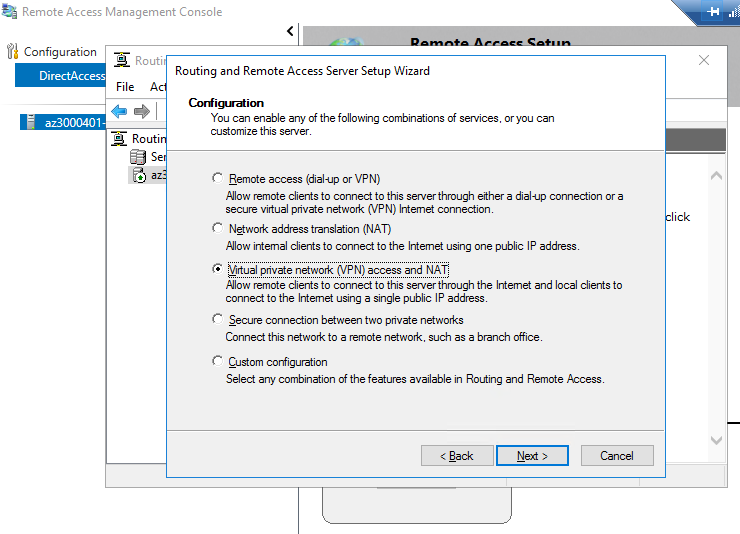 Remote Access Management Console
Configuration
DirectAccess
az3000401-
Remote Access Setup
File
Routing and Remote Access Server Setup Wizard
Configuration
You can enable any of the following combinations of services, or you can
customize this server.
Remote access (dial-up or VPN)
Allow remote clients to connect to this server through either a dial-up connection or a
secure virtual private network (VPN) Internet connection.
Network address translation (NAT)
Allow internal clients to connect to the Internet using one public IP address.
Virtual private network (VPN) access and NAT
Allow remote clients to connect to this server through the Internet and local clients to
connect to the Internet using a single public IP address.
Secure connection between two private networks
Connect this network to a remote network, such as a branch office.
Custom configuration
Select any combination of the features available in Routing and Remote Access.
click
< Back
Next >
Cancel